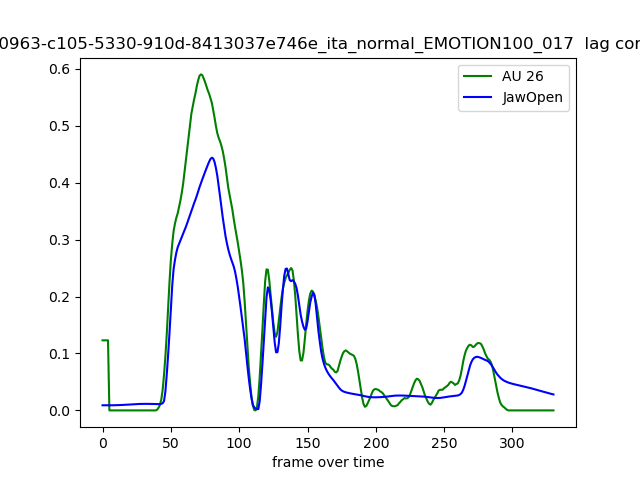 0963-c105-5330-910d-8413037e746e_ita_normal_EMOTION100_017 lag cor
AU 26
JawOpen
0.6
0.5
0.4
0.3
0.2
0.1
0.0
0 50 100 150 200 250 300
frame over time